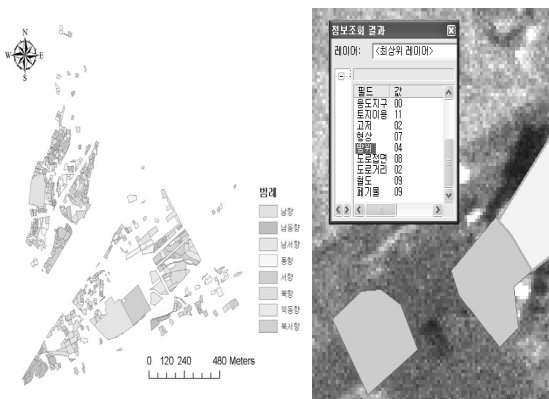 N
W E
S
범례
남향
남동향
남서향
동향
서향
북향
북동향
북서향
0 120 240 480 Meters
정보조회 결과
레이어: <최상위 레이어>
필드 값
용도지구 00
토지이용 11
고저 02
형상 07
방위 04
도로접면 08
도로거리 02
철도 09
폐기물 09